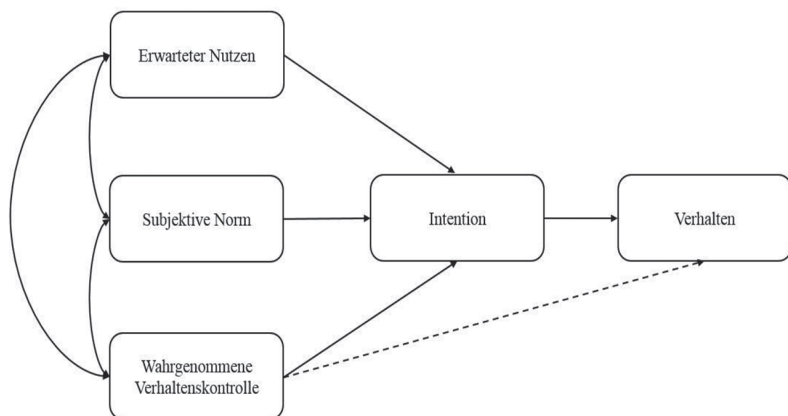 Erwarteter Nutzen
Subjektive Norm
Intention
Verhalten
Wahrgenommene
Verhaltenskontrolle